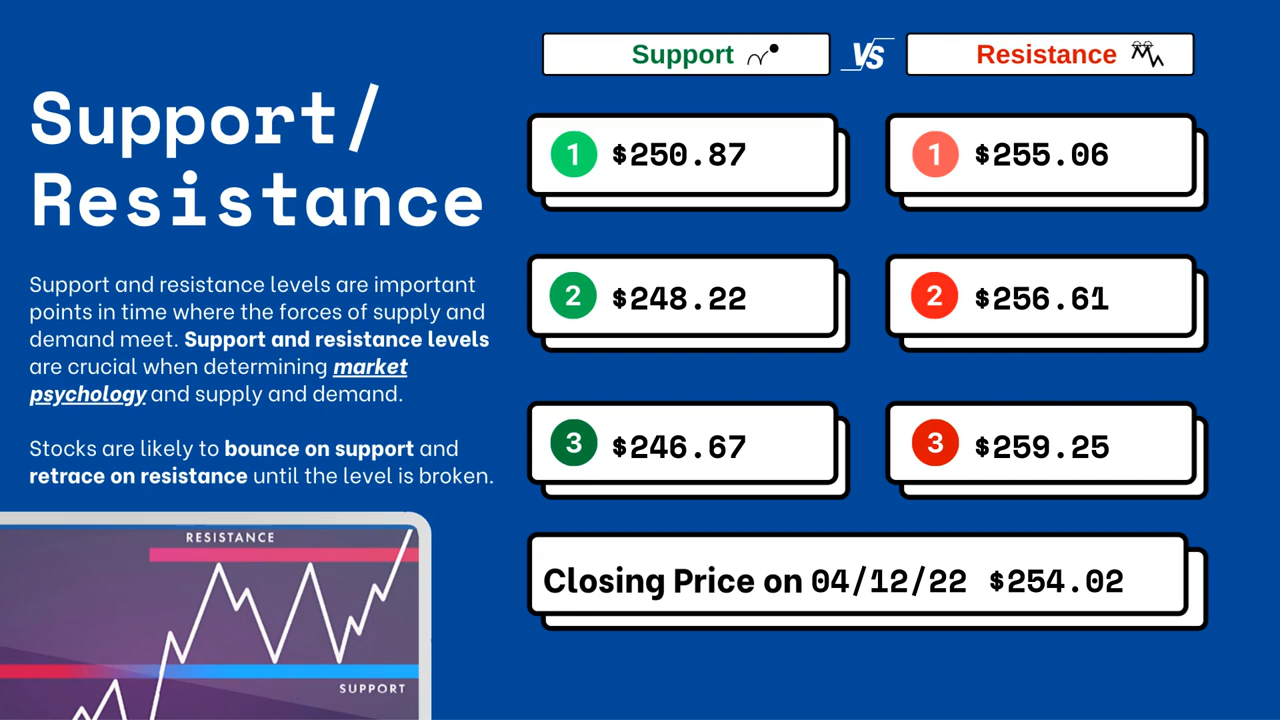 Support/
Resistance
Support and resistance levels are important
points in time where the forces of supply and
demand meet. Support and resistance levels
are crucial when determining market
psychology and supply and demand.
Stocks are likely to bounce on support and
retrace on resistance until the level is broken.
RESISTANCE
SUPPORT
Support VS Resistance
1 $250.87
1 $255.06
2 $248.22
2 $256.61
3 $246.67
3 $259.25
Closing Price on 04/12/22 $254.02